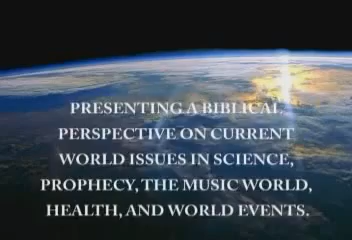 PRESENTING A BIBLICAL
PERSPECTIVE ON CURRENT
WORLD ISSUES IN SCIENCE,
PROPHECY, THE MUSIC WORLD,
HEALTH, AND WORLD EVENTS.